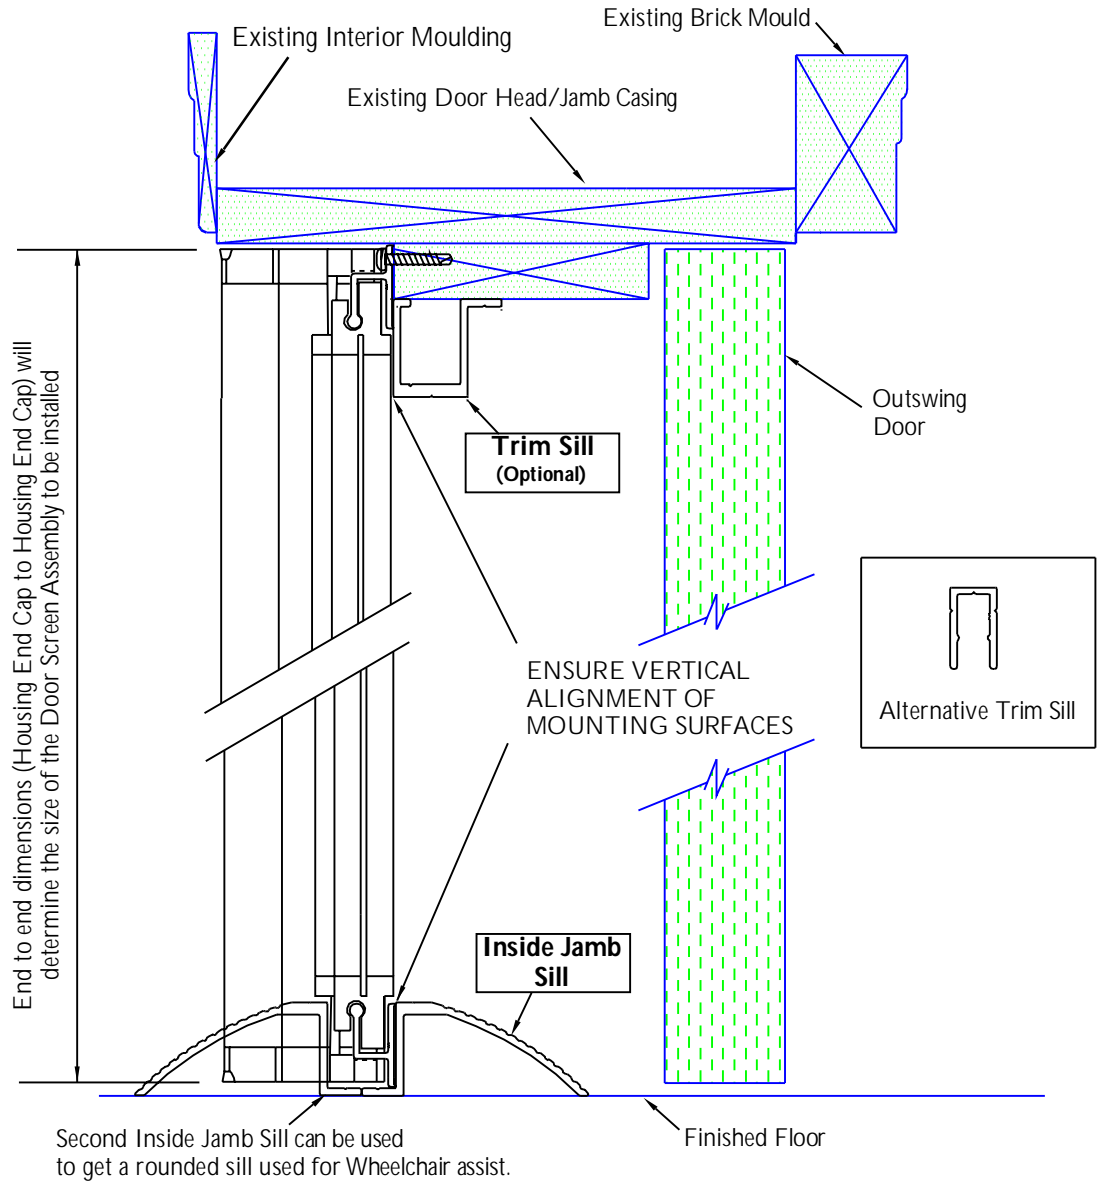 Existing Brick Mould
Existing Interior Moulding
Existing Door Head/Jamb Casing
End to end dimensions (Housing End Cap to Housing End Cap) will
determine the size of the Door Screen Assembly to be installed
Outswing
Door
Trim Sill
(Optional)
ENSURE VERTICAL
ALIGNMENT OF
MOUNTING SURFACES
Alternative Trim Sill
Inside Jamb
Sill
Second Inside Jamb Sill can be used
to get a rounded sill used for Wheelchair assist.
Finished Floor